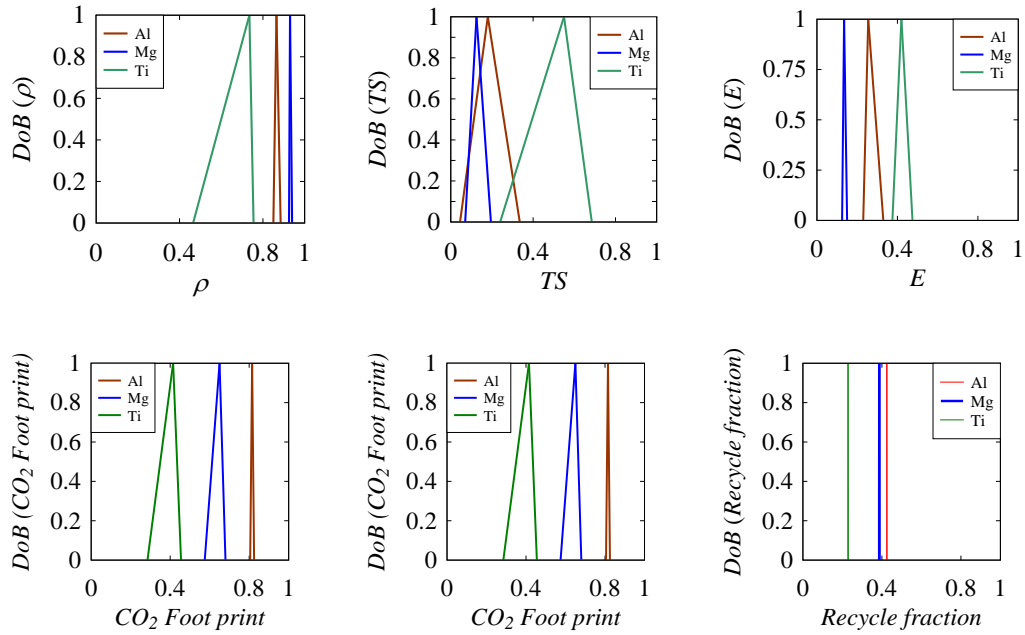 DoB (ρ)
1
0.8
0.6
0.4
0.2
0
Al
Mg
Ti
0 0.4 0.8 1
ρ
DoB (TS)
1
0.8
0.6
0.4
0.2
0
Al
Mg
Ti
0 0.4 0.8 1
TS
DoB (E)
1
0.75
0.5
0.25
0
Al
Mg
Ti
0 0.4 0.8 1
E
DoB (CO₂ Foot print)
1
0.8
0.6
0.4
0.2
0
Al
Mg
Ti
0 0.4 0.8 1
CO₂ Foot print
DoB (CO₂ Foot print)
1
0.8
0.6
0.4
0.2
0
Al
Mg
Ti
0 0.4 0.8 1
CO₂ Foot print
DoB (Recycle fraction)
1
0.8
0.6
0.4
0.2
0
Al
Mg
Ti
0 0.4 0.8 1
Recycle fraction